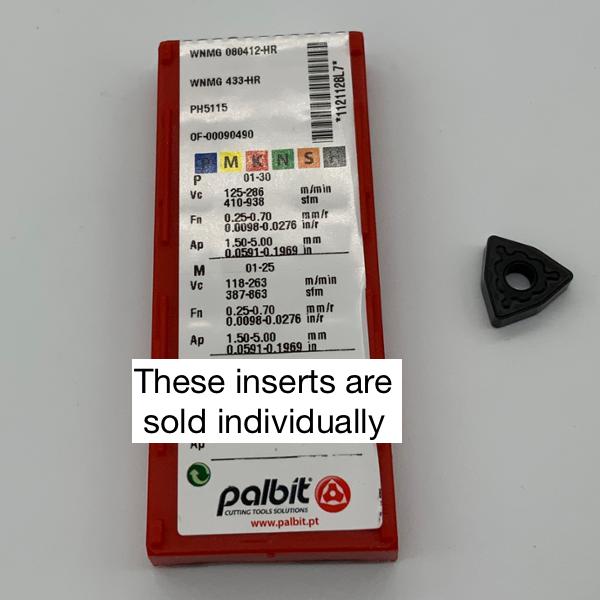 WNMG 080412-HR
WNMG 433-HR
PH5115
OF-00090490
*1121128L7*
P M K N S H
P 01-30
Vc 125-286 m/min
410-938 sfm
Fn 0.25-0.70 mm/r
0.0098-0.0276 in/r
Ap 1.50-5.00 mm
0.0591-0.1969 in
M 01-25
Vc 118-263 m/min
387-863 sfm
Fn 0.25-0.70 mm/r
0.0098-0.0276 in/r
Ap 1.50-5.00 mm
0.0591-0.1969 in
These inserts are
sold individually
Ap
palbit
CUTTING TOOLS SOLUTIONS
www.palbit.pt